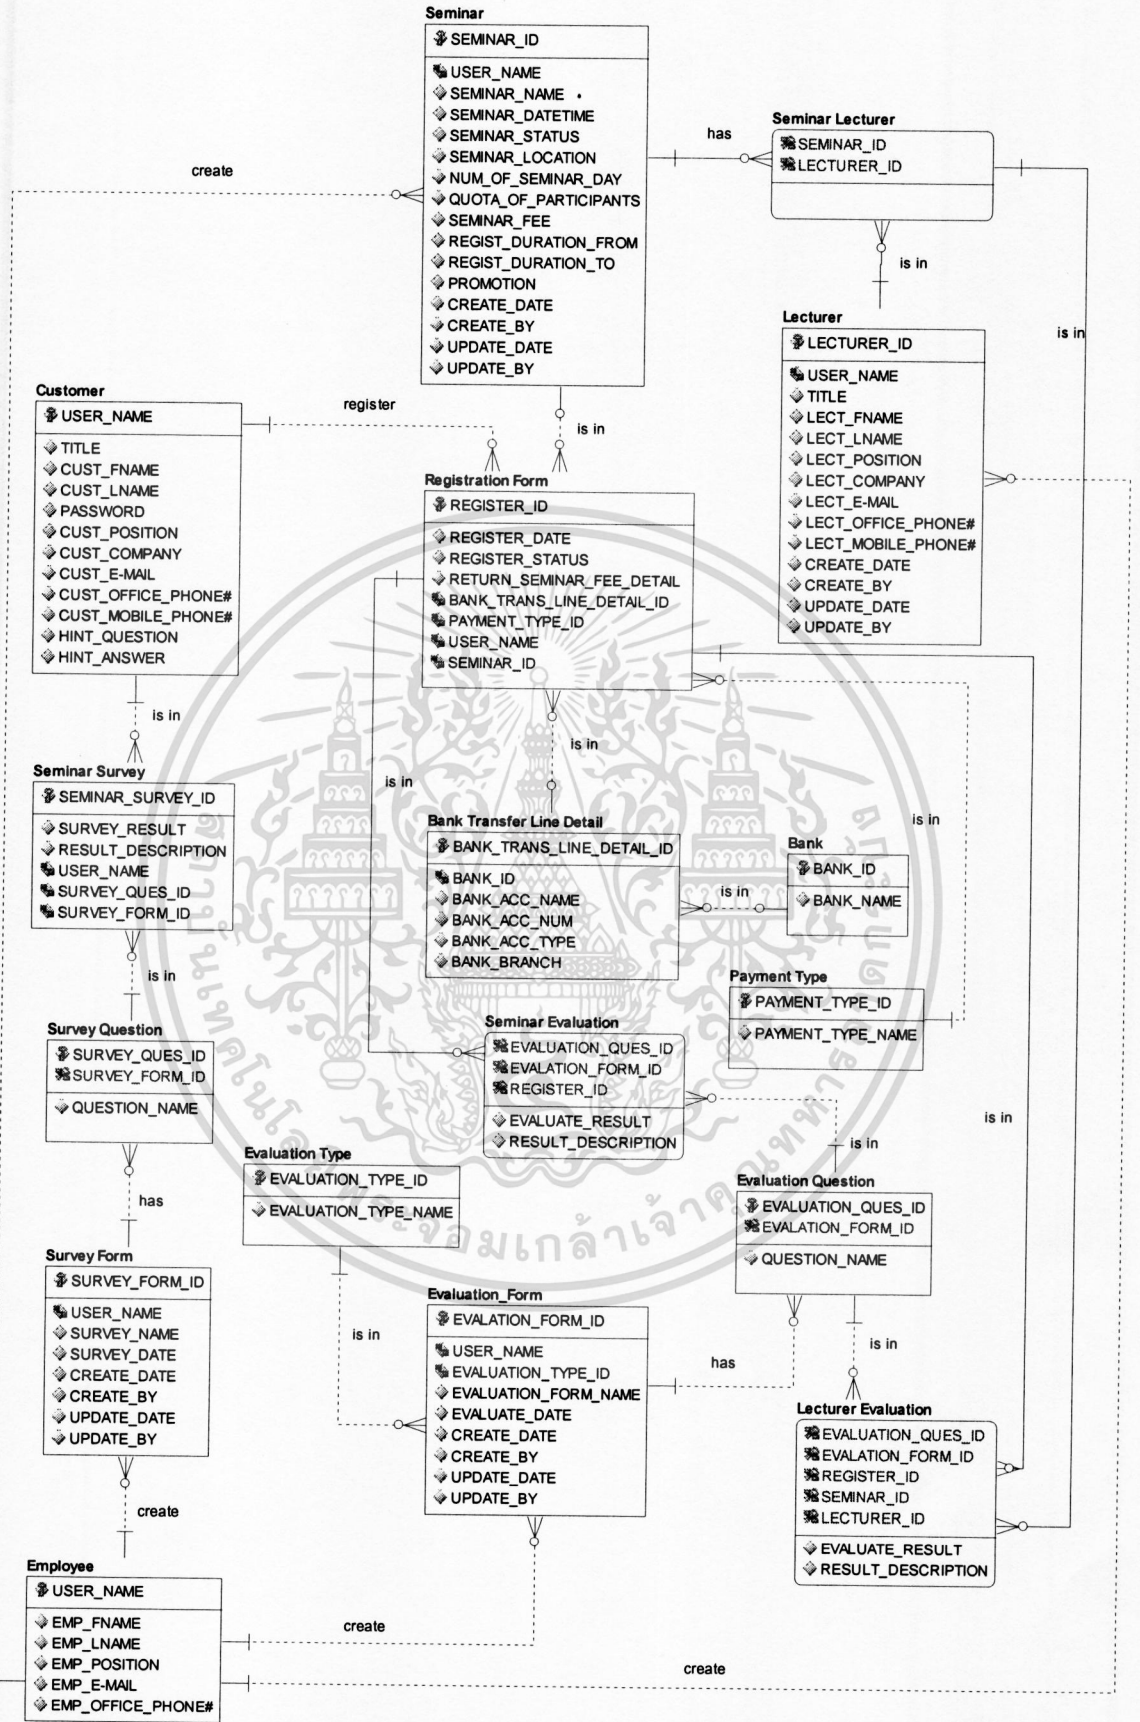 Seminar
SEMINAR_ID
USER_NAME
SEMINAR_NAME
SEMINAR_DATETIME
SEMINAR_STATUS
SEMINAR_LOCATION
NUM_OF_SEMINAR_DAY
QUOTA_OF_PARTICIPANTS
SEMINAR_FEE
REGIST_DURATION_FROM
REGIST_DURATION_TO
PROMOTION
CREATE_DATE
CREATE_BY
UPDATE_DATE
UPDATE_BY
has
Seminar Lecturer
SEMINAR_ID
LECTURER_ID
create
is in
is in
Lecturer
LECTURER_ID
USER_NAME
TITLE
LECT_FNAME
LECT_LNAME
LECT_POSITION
LECT_COMPANY
LECT_E-MAIL
LECT_OFFICE_PHONE#
LECT_MOBILE_PHONE#
CREATE_DATE
CREATE_BY
UPDATE_DATE
UPDATE_BY
Customer
USER_NAME
TITLE
CUST_FNAME
CUST_LNAME
PASSWORD
CUST_POSITION
CUST_COMPANY
CUST_E-MAIL
CUST_OFFICE_PHONE#
CUST_MOBILE_PHONE#
HINT_QUESTION
HINT_ANSWER
register
is in
Registration Form
REGISTER_ID
REGISTER_DATE
REGISTER_STATUS
RETURN_SEMINAR_FEE_DETAIL
BANK_TRANS_LINE_DETAIL_ID
PAYMENT_TYPE_ID
USER_NAME
SEMINAR_ID
is in
is in
is in
is in
Seminar Survey
SEMINAR_SURVEY_ID
SURVEY_RESULT
RESULT_DESCRIPTION
USER_NAME
SURVEY_QUES_ID
SURVEY_FORM_ID
Bank Transfer Line Detail
BANK_TRANS_LINE_DETAIL_ID
BANK_ID
BANK_ACC_NAME
BANK_ACC_NUM
BANK_ACC_TYPE
BANK_BRANCH
is in
Bank
BANK_ID
BANK_NAME
is in
Payment Type
PAYMENT_TYPE_ID
PAYMENT_TYPE_NAME
Survey Question
SURVEY_QUES_ID
SURVEY_FORM_ID
QUESTION_NAME
Seminar Evaluation
EVALUATION_QUES_ID
EVALATION_FORM_ID
REGISTER_ID
EVALUATE_RESULT
RESULT_DESCRIPTION
is in
is in
Evaluation Type
EVALUATION_TYPE_ID
EVALUATION_TYPE_NAME
Evaluation Question
EVALUATION_QUES_ID
EVALATION_FORM_ID
QUESTION_NAME
has
Survey Form
SURVEY_FORM_ID
USER_NAME
SURVEY_NAME
SURVEY_DATE
CREATE_DATE
CREATE_BY
UPDATE_DATE
UPDATE_BY
is in
Evaluation_Form
EVALATION_FORM_ID
USER_NAME
EVALUATION_TYPE_ID
EVALUATION_FORM_NAME
EVALUATE_DATE
CREATE_DATE
CREATE_BY
UPDATE_DATE
UPDATE_BY
has
is in
Lecturer Evaluation
EVALUATION_QUES_ID
EVALATION_FORM_ID
REGISTER_ID
SEMINAR_ID
LECTURER_ID
EVALUATE_RESULT
RESULT_DESCRIPTION
create
Employee
USER_NAME
EMP_FNAME
EMP_LNAME
EMP_POSITION
EMP_E-MAIL
EMP_OFFICE_PHONE#
create
create